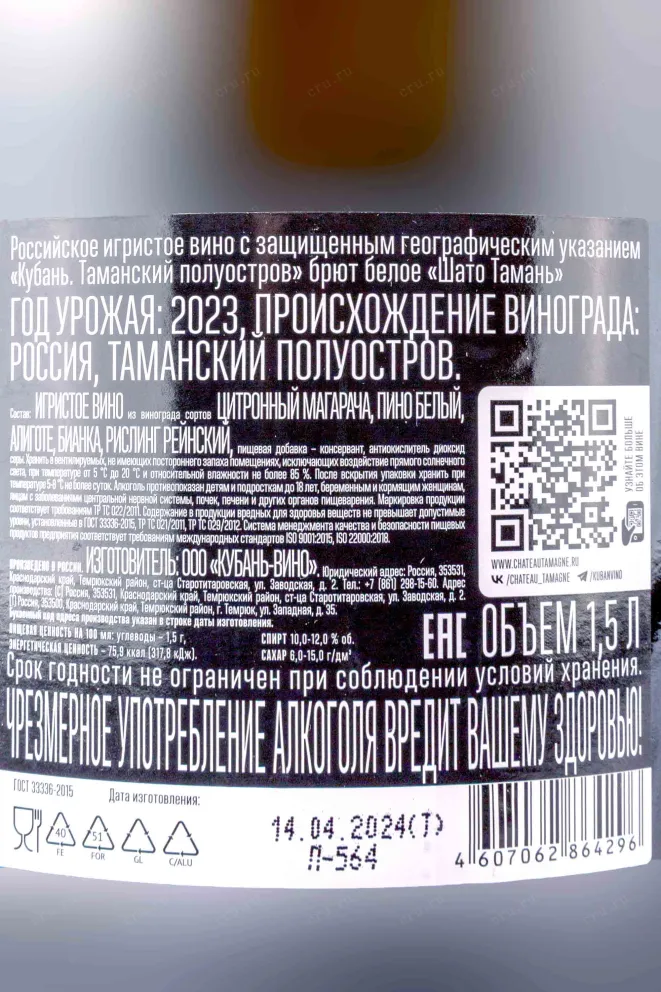 Российское игристое вино с защищенным географическим указанием
«Кубань. Таманский полуостров» брют белое «Шато Тамань»
ГОД УРОЖАЯ: 2023, ПРОИСХОЖДЕНИЕ ВИНОГРАДА:
РОССИЯ, ТАМАНСКИЙ ПОЛУОСТРОВ.
Состав: ИГРИСТОЕ ВИНО из винограда сортов ЦИТРОННЫЙ МАГАРАЧА, ПИНО БЕЛЫЙ,
АЛИГОТЕ, БИАНКА, РИСЛИНГ РЕЙНСКИЙ, пищевая добавка – консервант, антиокислитель диоксид
серы. Хранить в вентилируемых, не имеющих постороннего запаха помещениях, исключающих воздействие прямого солнечного
света, при температуре от 5 °С до 20 °С и относительной влажности не более 85 %. После вскрытия упаковки хранить при
температуре 5-8 °С не более суток. Алкоголь противопоказан детям и подросткам до 18 лет, беременным и кормящим женщинам,
лицам с заболеваниями центральной нервной системы, почек, печени и других органов пищеварения. Маркировка продукции
соответствует требованиям ТР ТС 022/2011. Содержание в продукции вредных для здоровья веществ не превышает допустимые
уровни, установленные в ГОСТ 33336-2015, ТР ТС 021/2011, ТР ТС 029/2012. Система менеджмента качества и безопасности пищевых
продуктов предприятия соответствует требованиям международных стандартов ISO 9001:2015, ISO 22000:2018.
УЗНАЙТЕ БОЛЬШЕ
ОБ ЭТОМ ВИНЕ
WWW.CHATEAUTAMAGNE.RU
/CHATEAU_TAMAGNE /KUBANVINO
ПРОИЗВЕДЕНО В РОССИИ. ИЗГОТОВИТЕЛЬ: ООО «КУБАНЬ-ВИНО». Юридический адрес: Россия, 353531,
Краснодарский край, Темрюкский район, ст-ца Старотитаровская, ул. Заводская, д. 2. Тел.: +7 (861) 298-15-60. Адрес
производства: (С) Россия, 353531, Краснодарский край, Темрюкский район, ст-ца Старотитаровская, ул. Заводская, д. 2.
(Т) Россия, 353500, Краснодарский край, Темрюкский район, г. Темрюк, ул. Западная, д. 35.
Буквенный код адреса производства указан в строке даты изготовления.
ПИЩЕВАЯ ЦЕННОСТЬ НА 100 МЛ: УГЛЕВОДЫ – 1,5 г,
ЭНЕРГЕТИЧЕСКАЯ ЦЕННОСТЬ – 75,9 ккал (317,8 кДж).
СПИРТ 10,0-12,0 % об.
САХАР 6,0-15,0 г/дм³
ЕАС ОБЪЕМ 1,5 Л
Срок годности не ограничен при соблюдении условий хранения.
ЧРЕЗМЕРНОЕ УПОТРЕБЛЕНИЕ АЛКОГОЛЯ ВРЕДИТ ВАШЕМУ ЗДОРОВЬЮ!
ГОСТ 33336-2015
Дата изготовления:
14.04.2024(Т)
Л-564
40 FE
51 FOR
GL
C/ALU
4 607062 864296